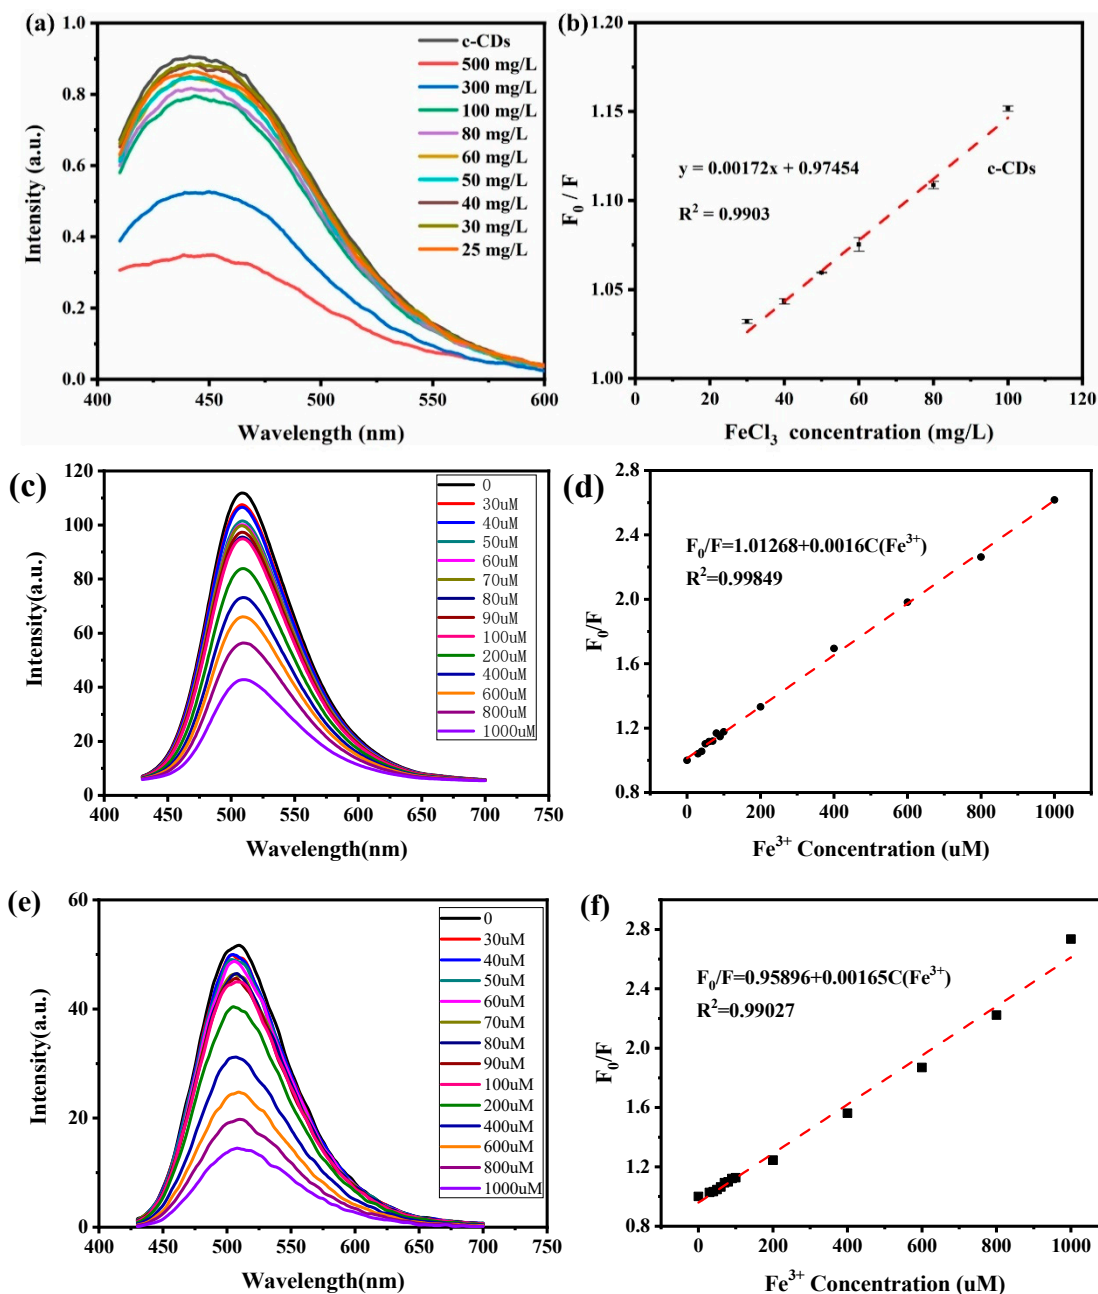 (a)
1.0
0.8
0.6
0.4
0.2
0.0
400
450
500
550
600
Intensity (a.u.)
Wavelength (nm)
c-CDs
500 mg/L
300 mg/L
100 mg/L
80 mg/L
60 mg/L
50 mg/L
40 mg/L
30 mg/L
25 mg/L
(b)
1.20
1.15
1.10
1.05
1.00
0
20
40
60
80
100
120
F₀ / F
FeCl₃ concentration (mg/L)
y = 0.00172x + 0.97454
R² = 0.9903
c-CDs
(c)
120
100
80
60
40
20
0
400
450
500
550
600
650
700
750
Intensity(a.u.)
Wavelength(nm)
0
30uM
40uM
50uM
60uM
70uM
80uM
90uM
100uM
200uM
400uM
600uM
800uM
1000uM
(d)
2.8
2.4
2.0
1.6
1.2
0.8
0
200
400
600
800
1000
F₀/F
Fe³⁺ Concentration (uM)
F₀/F=1.01268+0.0016C(Fe³⁺)
R²=0.99849
(e)
60
40
20
0
400
450
500
550
600
650
700
750
Intensity(a.u.)
Wavelength(nm)
0
30uM
40uM
50uM
60uM
70uM
80uM
90uM
100uM
200uM
400uM
600uM
800uM
1000uM
(f)
2.8
2.4
2.0
1.6
1.2
0.8
0
200
400
600
800
1000
F₀/F
Fe³⁺ Concentration (uM)
F₀/F=0.95896+0.00165C(Fe³⁺)
R²=0.99027